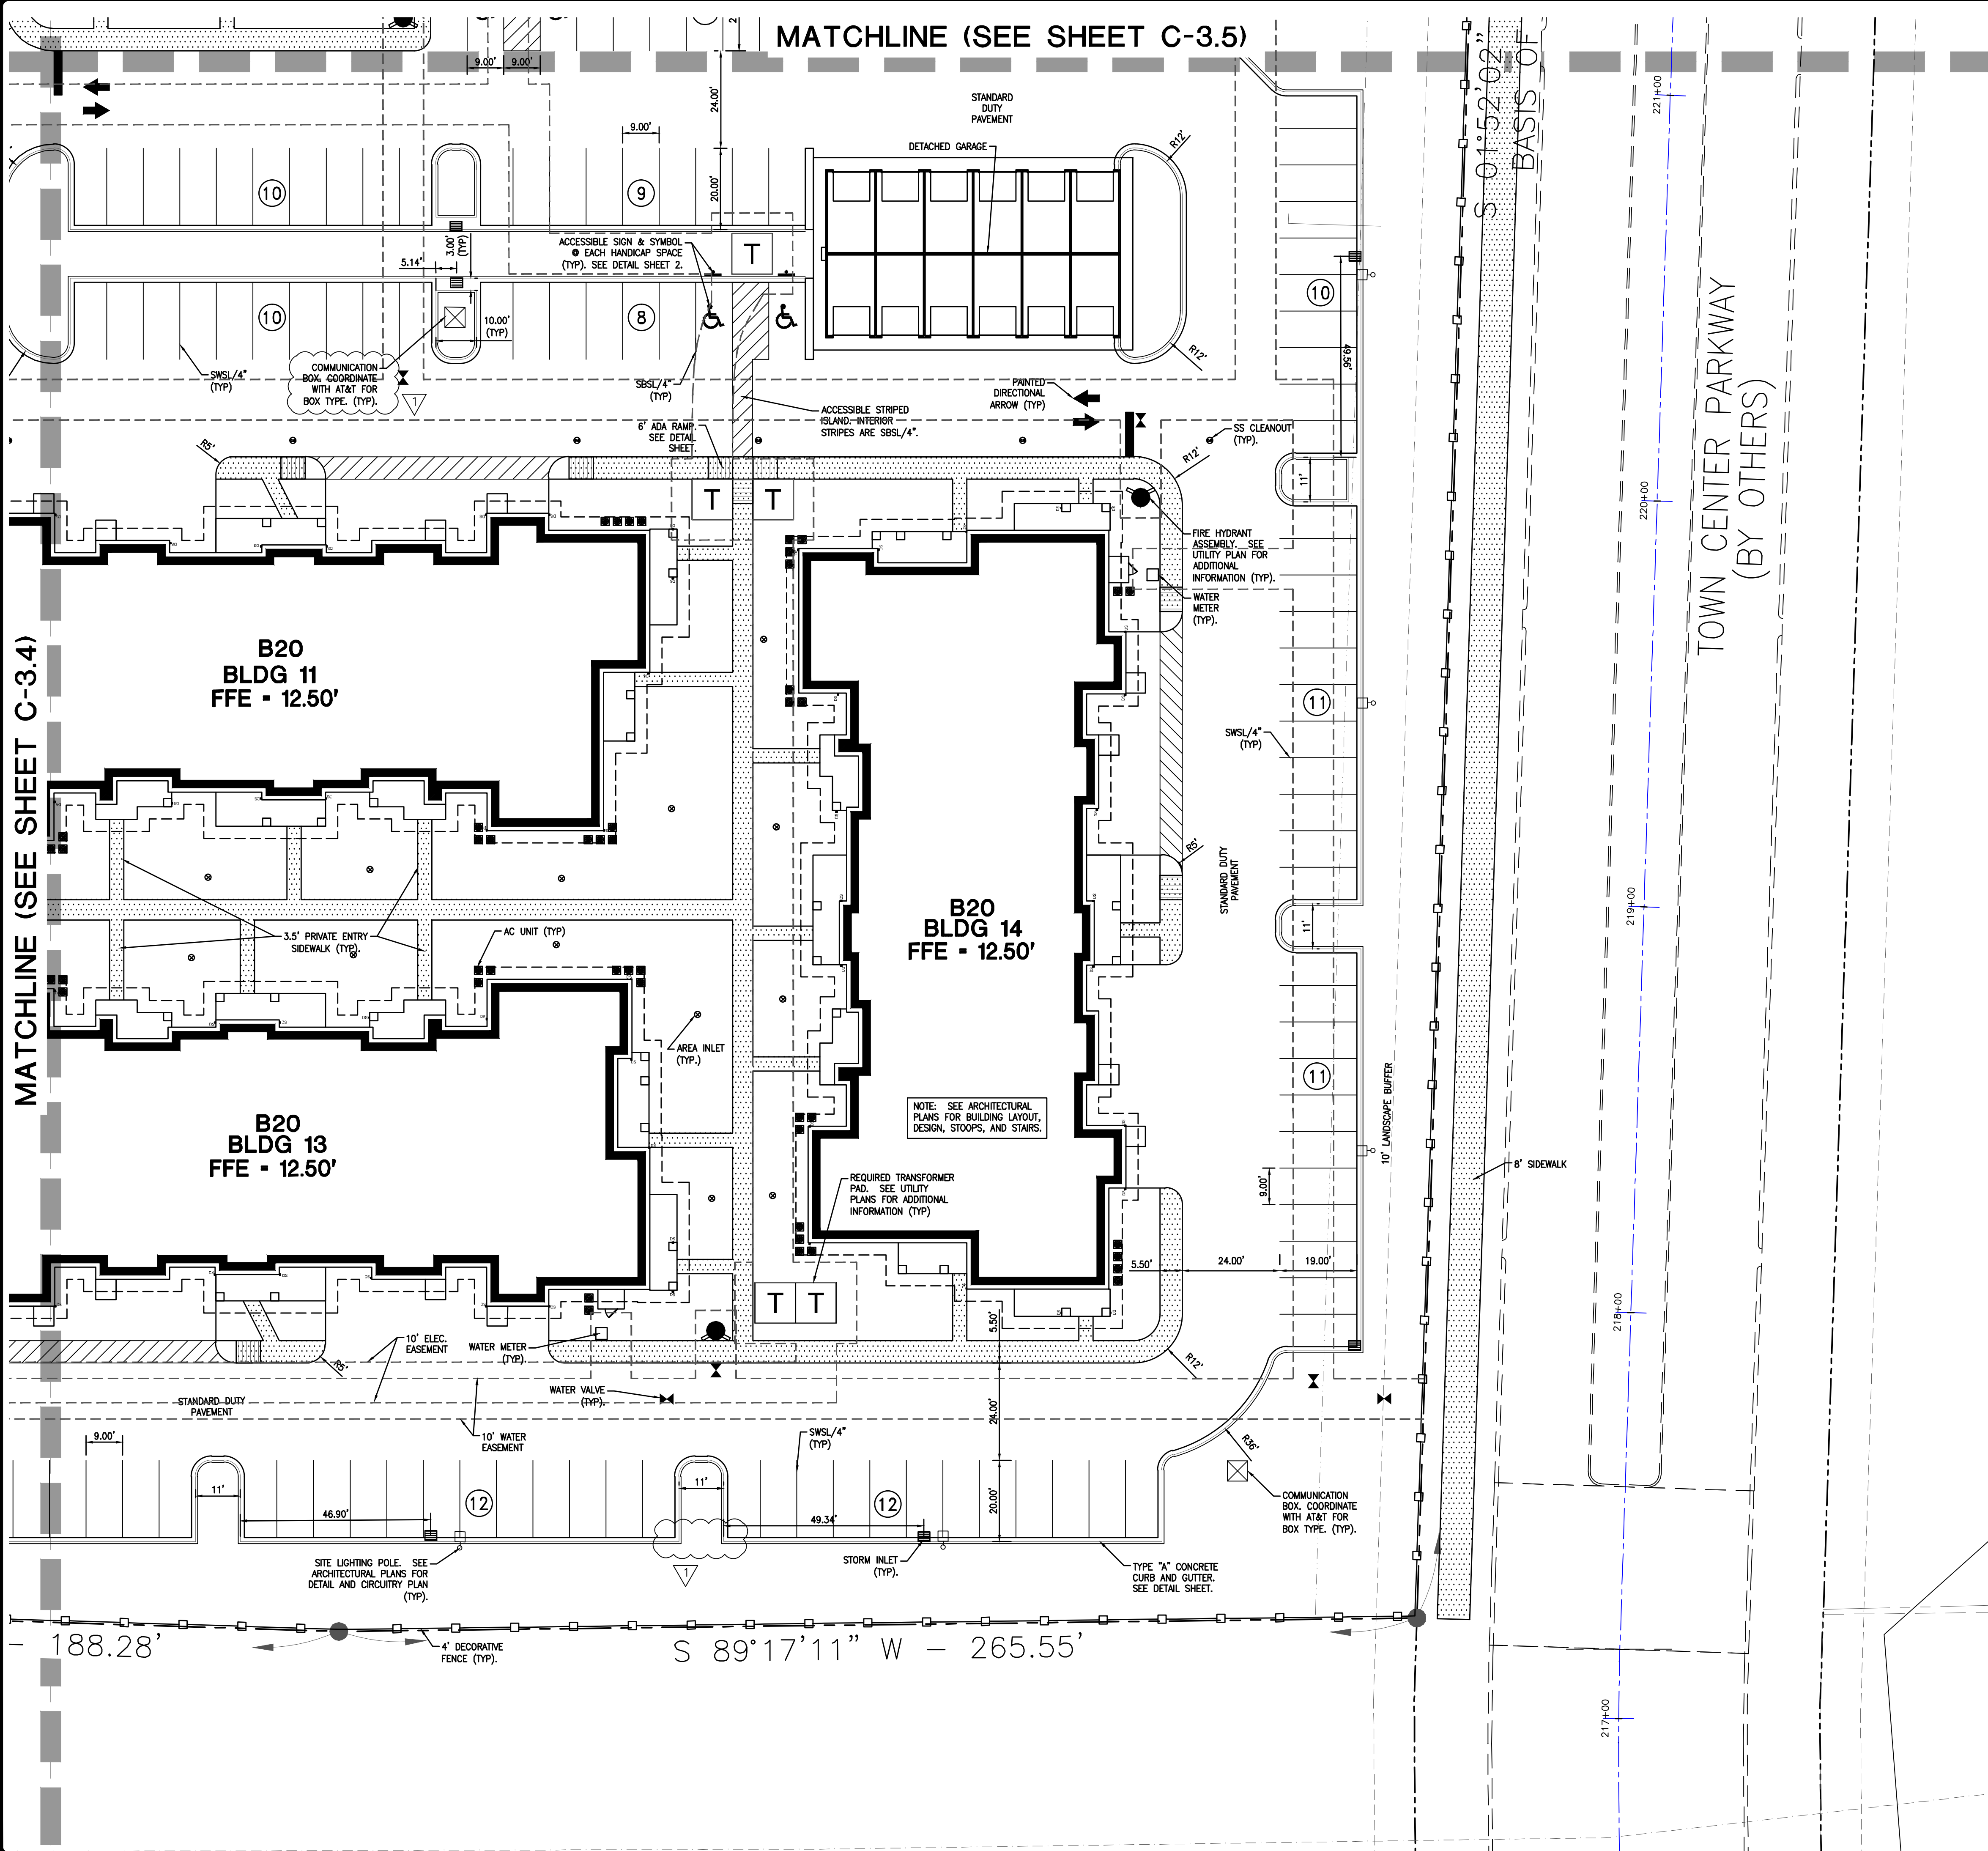 MATCHLINE (SEE SHEET C-3.5)
9.00'
9.00'
24.00'
STANDARD
DUTY
PAVEMENT
S 01°52'02"
BASIS OF
221+00
9.00'
DETACHED GARAGE
R12'
10
9
20.00'
3.00'
(TYP)
5.14'
ACCESSIBLE SIGN & SYMBOL
@ EACH HANDICAP SPACE
(TYP). SEE DETAIL SHEET 2.
T
10
10
8
10.00'
(TYP)
TOWN CENTER PARKWAY
(BY OTHERS)
R12'
49.56'
SWSL/4"
(TYP)
COMMUNICATION
BOX. COORDINATE
WITH AT&T FOR
BOX TYPE. (TYP).
1
SBSL/4"
(TYP)
PAINTED
DIRECTIONAL
ARROW (TYP)
ACCESSIBLE STRIPED
ISLAND. INTERIOR
STRIPES ARE SBSL/4".
6' ADA RAMP.
SEE DETAIL
SHEET.
SS CLEANOUT
(TYP).
R5'
R12'
11'
220+00
T
T
FIRE HYDRANT
ASSEMBLY. SEE
UTILITY PLAN FOR
ADDITIONAL
INFORMATION (TYP).
WATER
METER
(TYP).
MATCHLINE (SEE SHEET C-3.4)
B20
BLDG 11
FFE = 12.50'
11
SWSL/4"
(TYP)
R5'
STANDARD DUTY
PAVEMENT
219+00
11'
B20
BLDG 14
FFE = 12.50'
3.5' PRIVATE ENTRY
SIDEWALK (TYP).
AC UNIT (TYP)
AREA INLET
(TYP.)
11
10' LANDSCAPE BUFFER
NOTE: SEE ARCHITECTURAL
PLANS FOR BUILDING LAYOUT,
DESIGN, STOOPS, AND STAIRS.
B20
BLDG 13
FFE = 12.50'
8' SIDEWALK
9.00'
REQUIRED TRANSFORMER
PAD. SEE UTILITY
PLANS FOR ADDITIONAL
INFORMATION (TYP)
5.50'
24.00'
19.00'
T
T
218+00
5.50'
10' ELEC.
EASEMENT
WATER METER
(TYP).
R5'
R12'
WATER VALVE
(TYP).
STANDARD DUTY
PAVEMENT
24.00'
9.00'
10' WATER
EASEMENT
SWSL/4"
(TYP)
R36'
11'
12
11'
12
20.00'
46.90'
49.34'
COMMUNICATION
BOX. COORDINATE
WITH AT&T FOR
BOX TYPE. (TYP).
SITE LIGHTING POLE. SEE
ARCHITECTURAL PLANS FOR
DETAIL AND CIRCUITRY PLAN
(TYP).
1
STORM INLET
(TYP).
TYPE "A" CONCRETE
CURB AND GUTTER.
SEE DETAIL SHEET.
– 188.28'
4' DECORATIVE
FENCE (TYP).
S 89°17'11" W – 265.55'
217+00